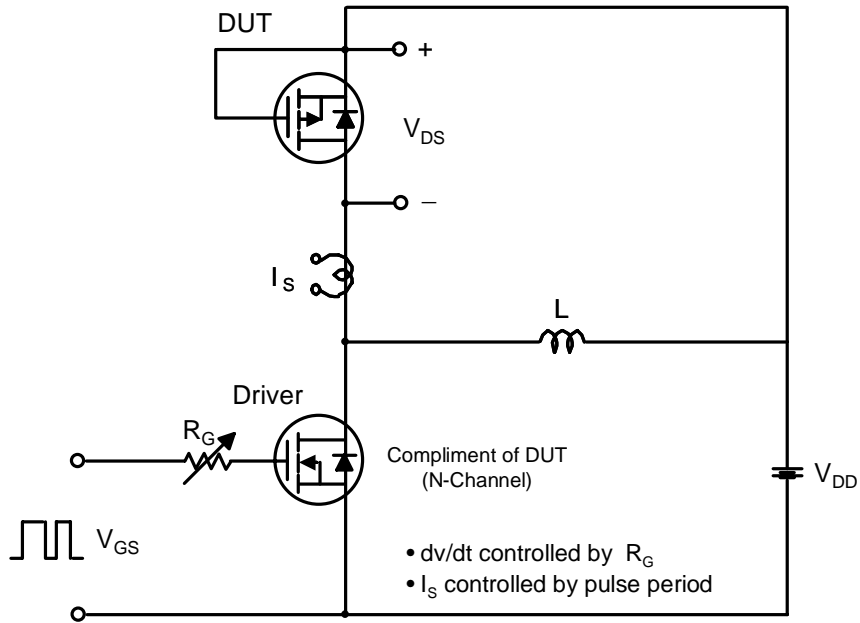 DUT
+
V_DS
–
I_S
L
Driver
R_G
Compliment of DUT
(N-Channel)
V_DD
V_GS
• dv/dt controlled by R_G
• I_S controlled by pulse period